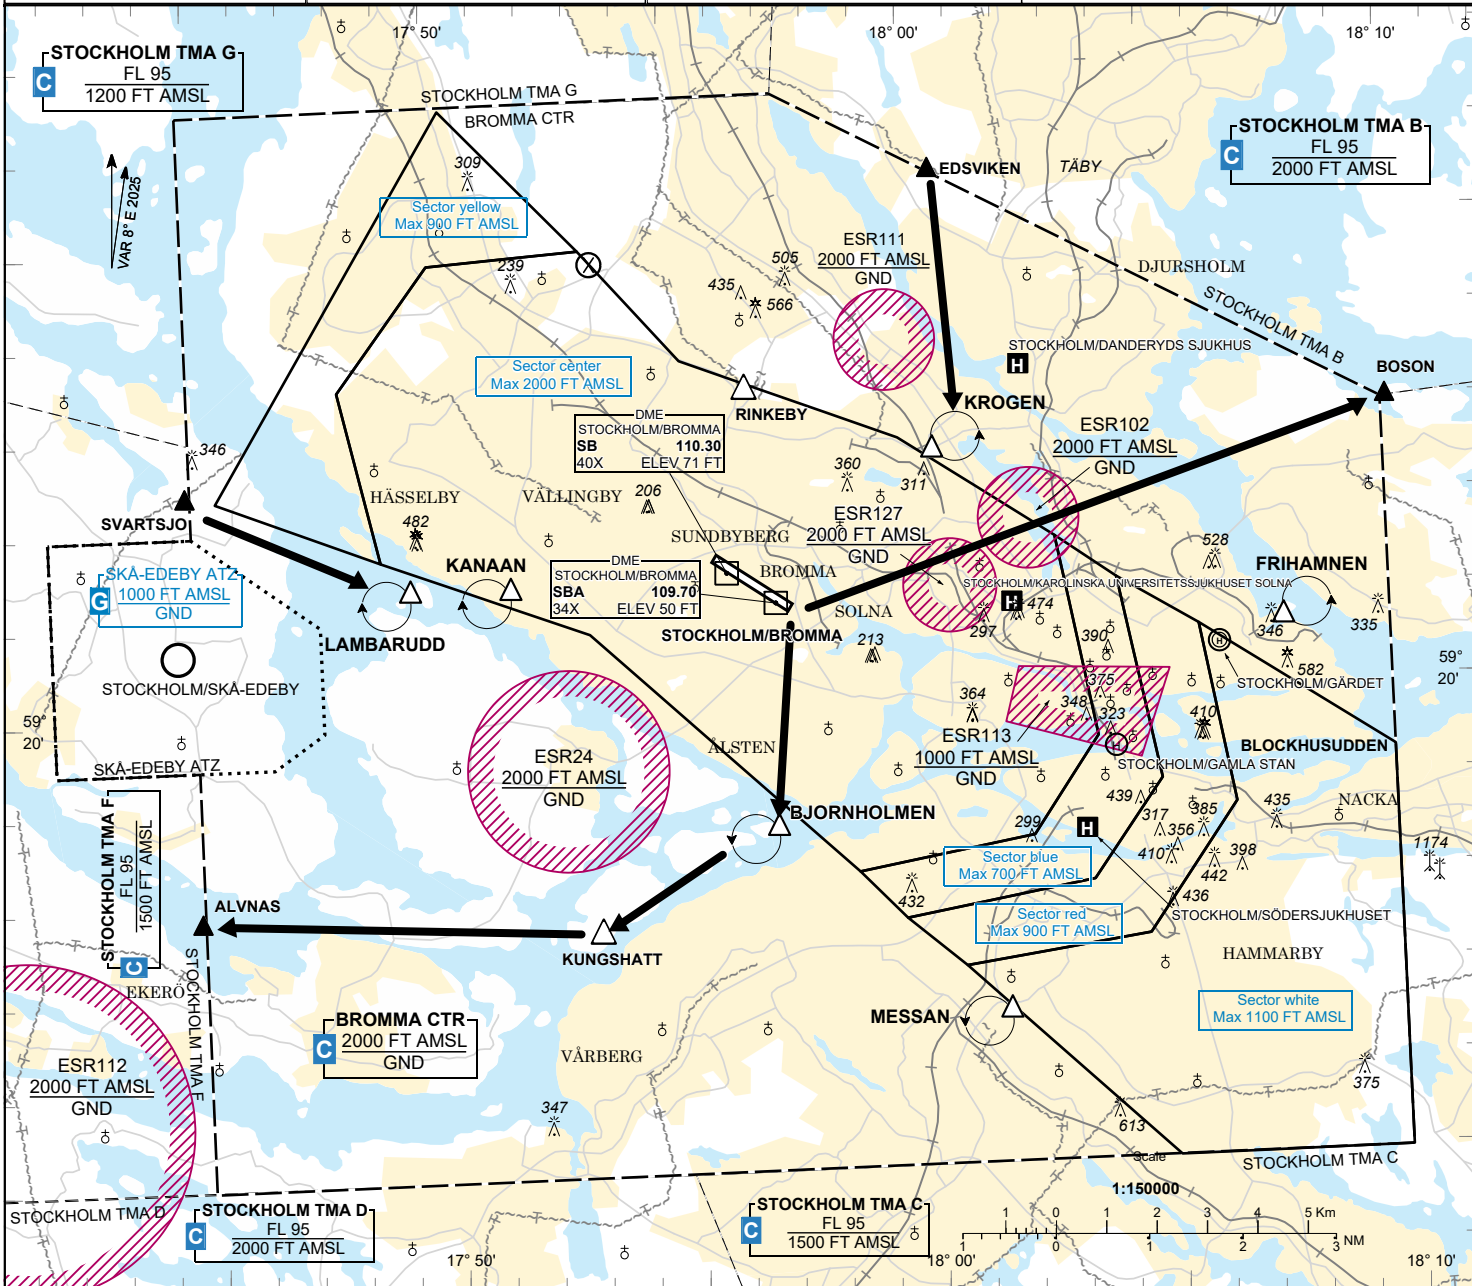 17° 50'
18° 00'
18° 10'
STOCKHOLM TMA G
C
FL 95
1200 FT AMSL
STOCKHOLM TMA G
BROMMA CTR
STOCKHOLM TMA B
C
FL 95
2000 FT AMSL
VAR 8° E 2025
309
EDSVIKEN
TÄBY
Sector yellow
Max 900 FT AMSL
ESR111
2000 FT AMSL
GND
239
505
435
566
DJURSHOLM
STOCKHOLM TMA B
STOCKHOLM/DANDERYDS SJUKHUS
H
Sector center
Max 2000 FT AMSL
BOSON
RINKEBY
KROGEN
DME
STOCKHOLM/BROMMA
SB 110.30
40X ELEV 71 FT
ESR102
2000 FT AMSL
GND
346
360
311
HÄSSELBY
VÄLLINGBY
206
SVARTSJO
482
ESR127
2000 FT AMSL
GND
SUNDBYBERG
528
KANAAN
BROMMA
FRIHAMNEN
DME
STOCKHOLM/BROMMA
SBA 109.70
34X ELEV 50 FT
SKÅ-EDEBY ATZ
G
1000 FT AMSL
GND
STOCKHOLM/KAROLINSKA UNIVERSITETSSJUKHUSET SOLNA
H
474
SOLNA
297
346
335
STOCKHOLM/BROMMA
LAMBARUDD
213
390
H
582
59°
20'
STOCKHOLM/SKÅ-EDEBY
STOCKHOLM/GÄRDET
375
364
348
323
410
59°
20'
ÅLSTEN
ESR113
1000 FT AMSL
GND
H
BLOCKHUSUDDEN
STOCKHOLM/GAMLA STAN
ESR24
2000 FT AMSL
GND
SKÅ-EDEBY ATZ
439
NACKA
STOCKHOLM TMA F
FL 95
1500 FT AMSL
C
BJORNHOLMEN
299
H
317
385
435
356
410
1174
Sector blue
Max 700 FT AMSL
442
398
432
436
ALVNAS
Sector red
Max 900 FT AMSL
STOCKHOLM/SÖDERSJUKHUSET
KUNGSHATT
STOCKHOLM TMA F
HAMMARBY
EKERÖ
Sector white
Max 1100 FT AMSL
BROMMA CTR
C
2000 FT AMSL
GND
MESSAN
VÅRBERG
ESR112
2000 FT AMSL
GND
375
347
613
Scale
STOCKHOLM TMA C
1:150000
STOCKHOLM TMA D
STOCKHOLM TMA D
C
FL 95
2000 FT AMSL
STOCKHOLM TMA C
C
FL 95
1500 FT AMSL
1 0 1 2 3 4 5 Km
1 0 1 2 3 NM
17° 50'
18° 00'
18° 10'